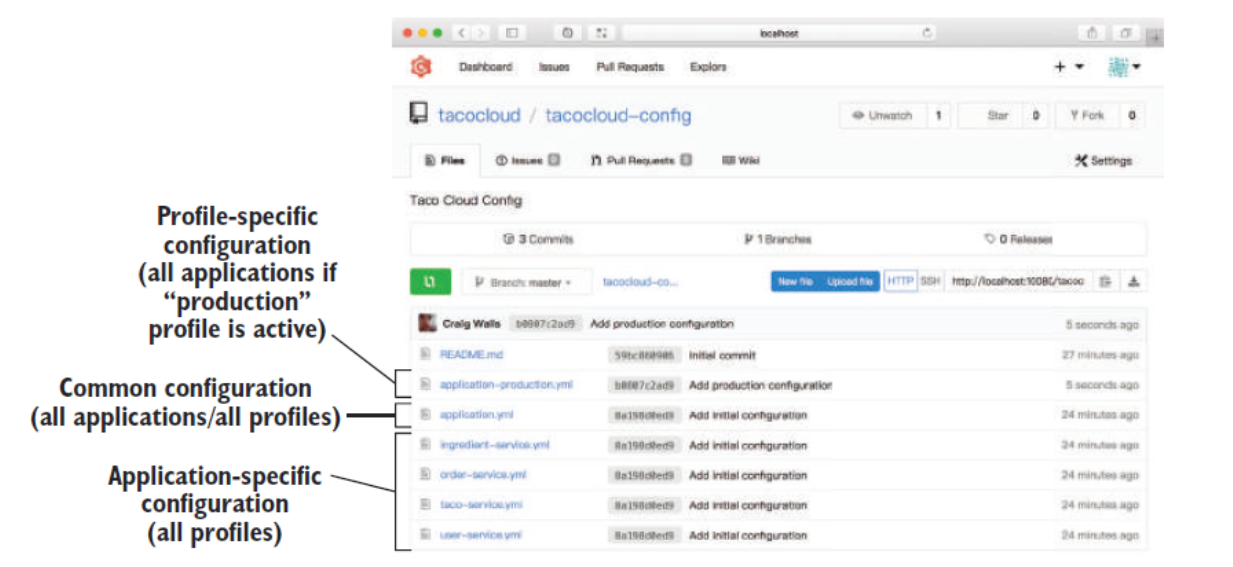 localhost
Dashboard Issues Pull Requests Explore
tacocloud / tacocloud-config
Unwatch 1 Star 0 Fork 0
Files Issues 0 Pull Requests 0 Wiki Settings
Taco Cloud Config
3 Commits 1 Branches 0 Releases
Branch: master tacocloud-co... New file Upload file HTTP SSH http://localhost:10080/tacoc
Craig Walls b0007c2ad9 Add production configuration 5 seconds ago
README.md Initial commit 27 minutes ago
application-production.yml b0007c2ad9 Add production configuration 5 seconds ago
application.yml 8a198d0ed9 Add initial configuration 24 minutes ago
ingredient-service.yml 8a198d0ed9 Add initial configuration 24 minutes ago
order-service.yml 8a198d0ed9 Add initial configuration 24 minutes ago
taco-service.yml 8a198d0ed9 Add initial configuration 24 minutes ago
user-service.yml 8a198d0ed9 Add initial configuration 24 minutes ago
Profile-specific
configuration
(all applications if
“production”
profile is active)
Common configuration
(all applications/all profiles)
Application-specific
configuration
(all profiles)